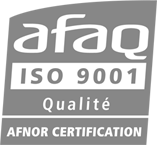 afaq
ISO 9001
Qualité
AFNOR CERTIFICATION